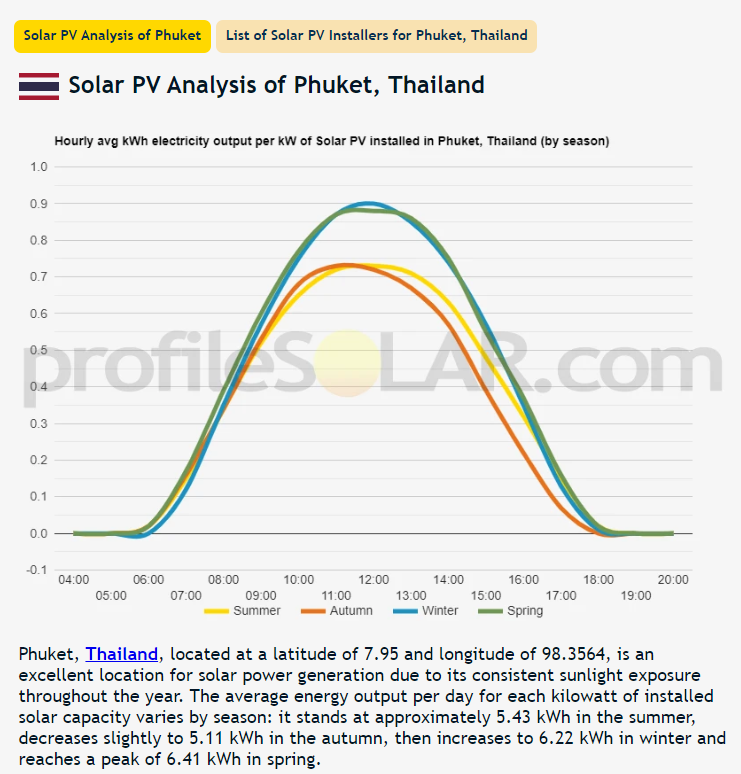 Solar PV Analysis of Phuket
List of Solar PV Installers for Phuket, Thailand
Solar PV Analysis of Phuket, Thailand
Hourly avg kWh electricity output per kW of Solar PV installed in Phuket, Thailand (by season)
1.0
0.9
0.8
0.7
0.6
0.5
0.4
0.3
0.2
0.1
0.0
-0.1
profileSOLAR.com
04:00 06:00 08:00 10:00 12:00 14:00 16:00 18:00 20:00
05:00 07:00 09:00 11:00 13:00 15:00 17:00 19:00
Summer Autumn Winter Spring
Phuket, Thailand, located at a latitude of 7.95 and longitude of 98.3564, is an
excellent location for solar power generation due to its consistent sunlight exposure
throughout the year. The average energy output per day for each kilowatt of installed
solar capacity varies by season: it stands at approximately 5.43 kWh in the summer,
decreases slightly to 5.11 kWh in the autumn, then increases to 6.22 kWh in winter and
reaches a peak of 6.41 kWh in spring.